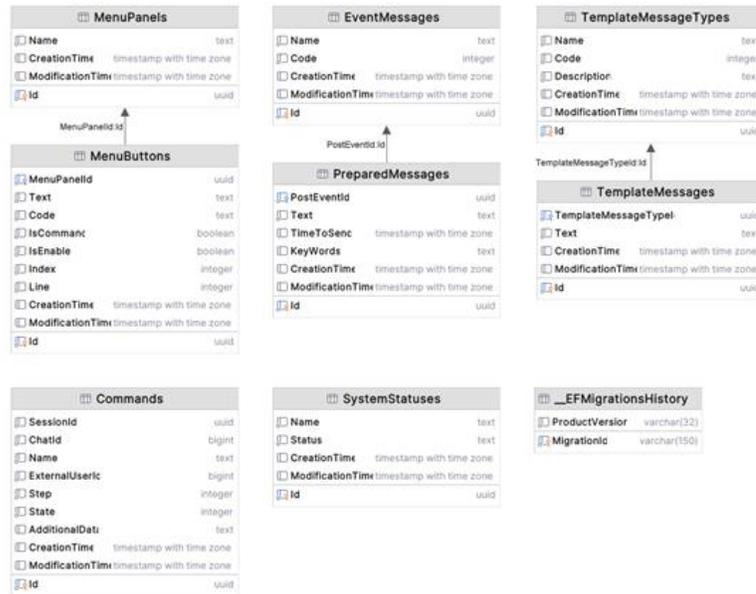 MenuPanels
Name text
CreationTime timestamp with time zone
ModificationTime timestamp with time zone
Id uuid
MenuPanelId:Id
MenuButtons
MenuPanelId uuid
Text text
Code text
IsCommand boolean
IsEnable boolean
Index integer
Line integer
CreationTime timestamp with time zone
ModificationTime timestamp with time zone
Id uuid
EventMessages
Name text
Code integer
CreationTime timestamp with time zone
ModificationTime timestamp with time zone
Id uuid
PostEventId:Id
PreparedMessages
PostEventId uuid
Text text
TimeToSenc timestamp with time zone
KeyWords text
CreationTime timestamp with time zone
ModificationTime timestamp with time zone
Id uuid
TemplateMessageTypes
Name text
Code integer
Description text
CreationTime timestamp with time zone
ModificationTime timestamp with time zone
Id uuid
TemplateMessageTypeId:Id
TemplateMessages
TemplateMessageTypeI uuid
Text text
CreationTime timestamp with time zone
ModificationTime timestamp with time zone
Id uuid
Commands
SessionId uuid
ChatId bigint
Name text
ExternalUserIc bigint
Step integer
State integer
AdditionalData text
CreationTime timestamp with time zone
ModificationTime timestamp with time zone
Id uuid
SystemStatuses
Name text
Status text
CreationTime timestamp with time zone
ModificationTime timestamp with time zone
Id uuid
__EFMigrationsHistory
ProductVersior varchar(32)
MigrationId varchar(150)